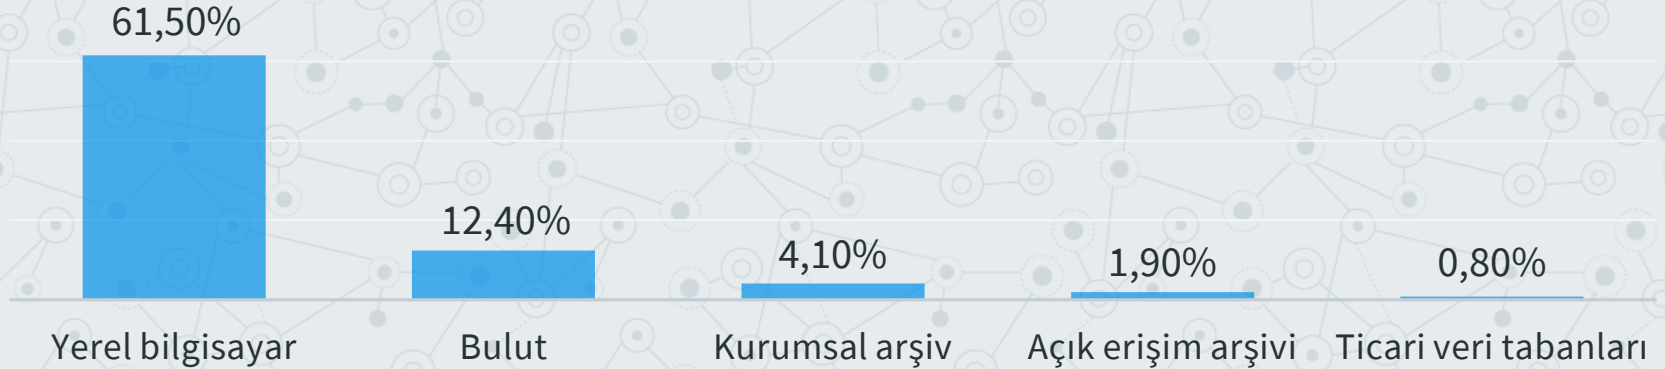 61,50%
12,40%
4,10%
1,90%
0,80%
Yerel bilgisayar
Bulut
Kurumsal arşiv
Açık erişim arşivi
Ticari veri tabanları